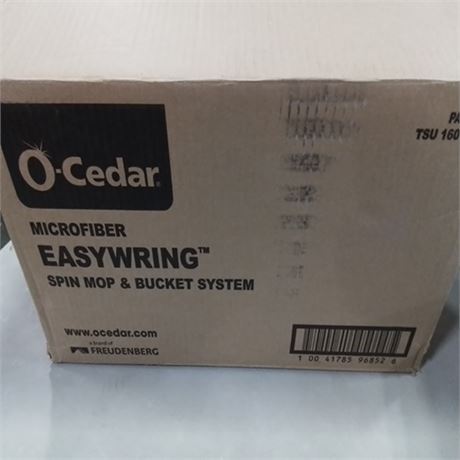 O-Cedar®
MICROFIBER
EASYWRING™
SPIN MOP & BUCKET SYSTEM
www.ocedar.com
a brand of
FREUDENBERG
PA
TSU 160
1 00 41785 96852 6